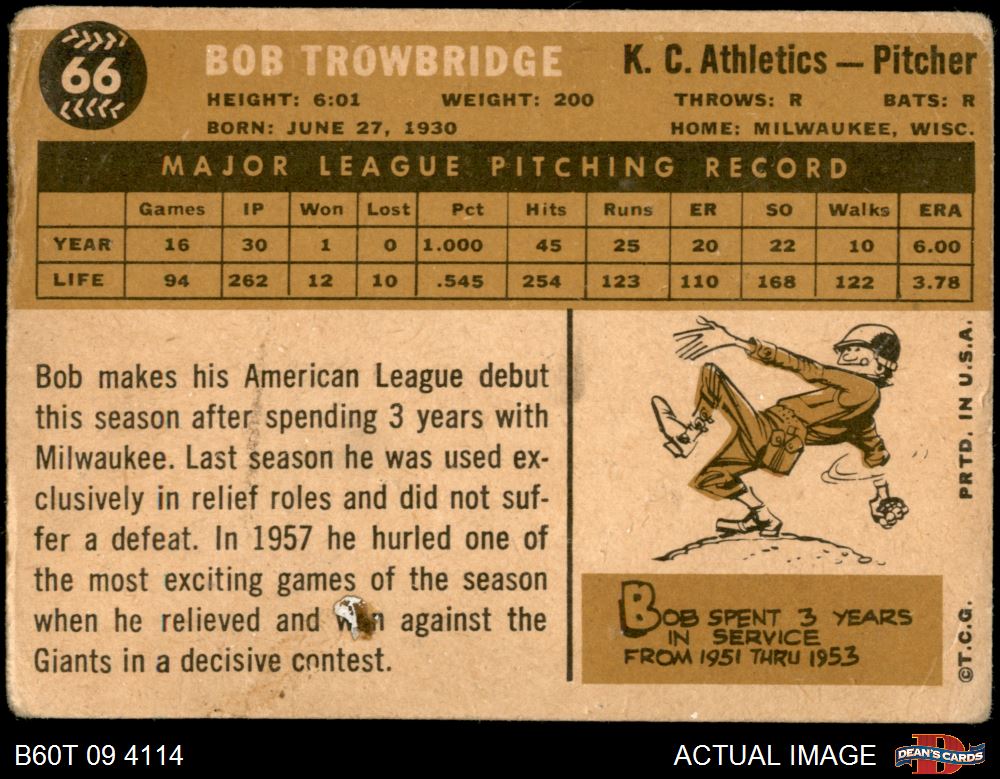 66
BOB TROWBRIDGE
K. C. Athletics — Pitcher
HEIGHT: 6:01 WEIGHT: 200 THROWS: R BATS: R
BORN: JUNE 27, 1930 HOME: MILWAUKEE, WISC.
MAJOR LEAGUE PITCHING RECORD
Games IP Won Lost Pct Hits Runs ER SO Walks ERA
YEAR 16 30 1 0 1.000 45 25 20 22 10 6.00
LIFE 94 262 12 10 .545 254 123 110 168 122 3.78
Bob makes his American League debut
this season after spending 3 years with
Milwaukee. Last season he was used ex-
clusively in relief roles and did not suf-
fer a defeat. In 1957 he hurled one of
the most exciting games of the season
when he relieved and against the
Giants in a decisive contest.
BOB SPENT 3 YEARS
IN SERVICE
FROM 1951 THRU 1953
PRTD. IN U.S.A.
©T.C.G.
B60T 09 4114
ACTUAL IMAGE
DEAN'S CARDS